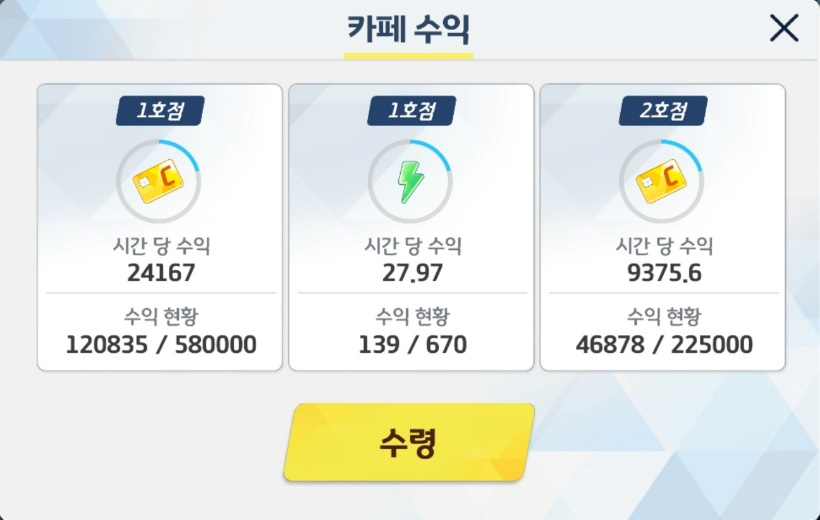 카페 수익
1호점
시간 당 수익
24167
수익 현황
120835 / 580000
1호점
시간 당 수익
27.97
수익 현황
139 / 670
2호점
시간 당 수익
9375.6
수익 현황
46878 / 225000
수령